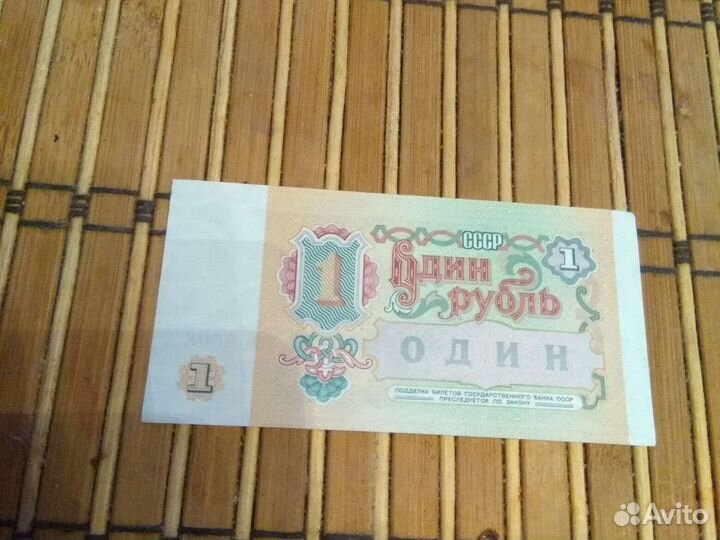 СССР
1
1
Один
рубль
ОДИН
1
ПОДДЕЛКА БИЛЕТОВ ГОСУДАРСТВЕННОГО БАНКА СССР
ПРЕСЛЕДУЕТСЯ ПО ЗАКОНУ
Avito